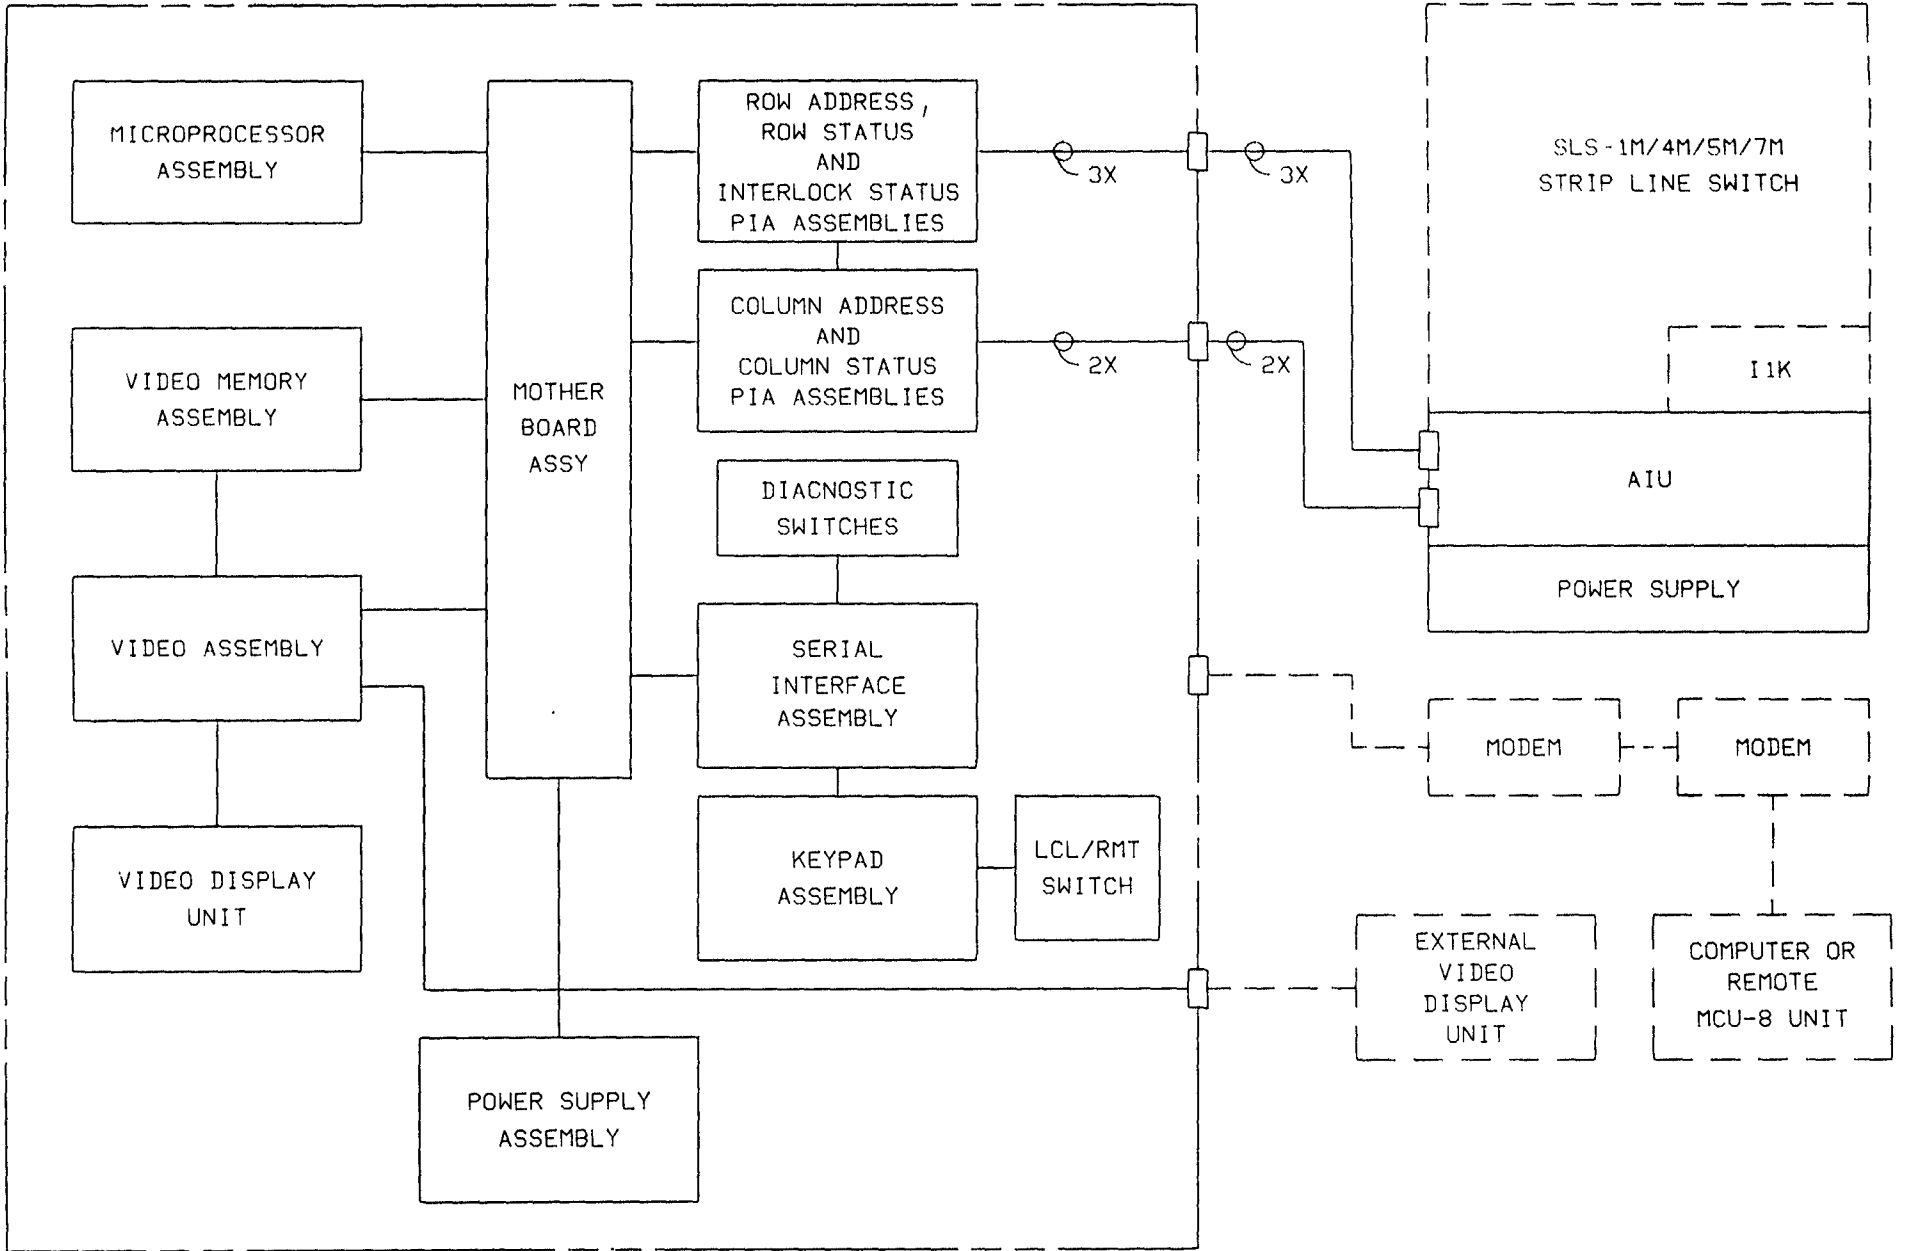 MICROPROCESSOR
ASSEMBLY
VIDEO MEMORY
ASSEMBLY
VIDEO ASSEMBLY
VIDEO DISPLAY
UNIT
MOTHER
BOARD
ASSY
POWER SUPPLY
ASSEMBLY
ROW ADDRESS,
ROW STATUS
AND
INTERLOCK STATUS
PIA ASSEMBLIES
COLUMN ADDRESS
AND
COLUMN STATUS
PIA ASSEMBLIES
DIACNOSTIC
SWITCHES
SERIAL
INTERFACE
ASSEMBLY
KEYPAD
ASSEMBLY
LCL/RMT
SWITCH
3X
3X
2X
2X
SLS-1M/4M/5M/7M
STRIP LINE SWITCH
I1K
AIU
POWER SUPPLY
MODEM
MODEM
EXTERNAL
VIDEO
DISPLAY
UNIT
COMPUTER OR
REMOTE
MCU-8 UNIT